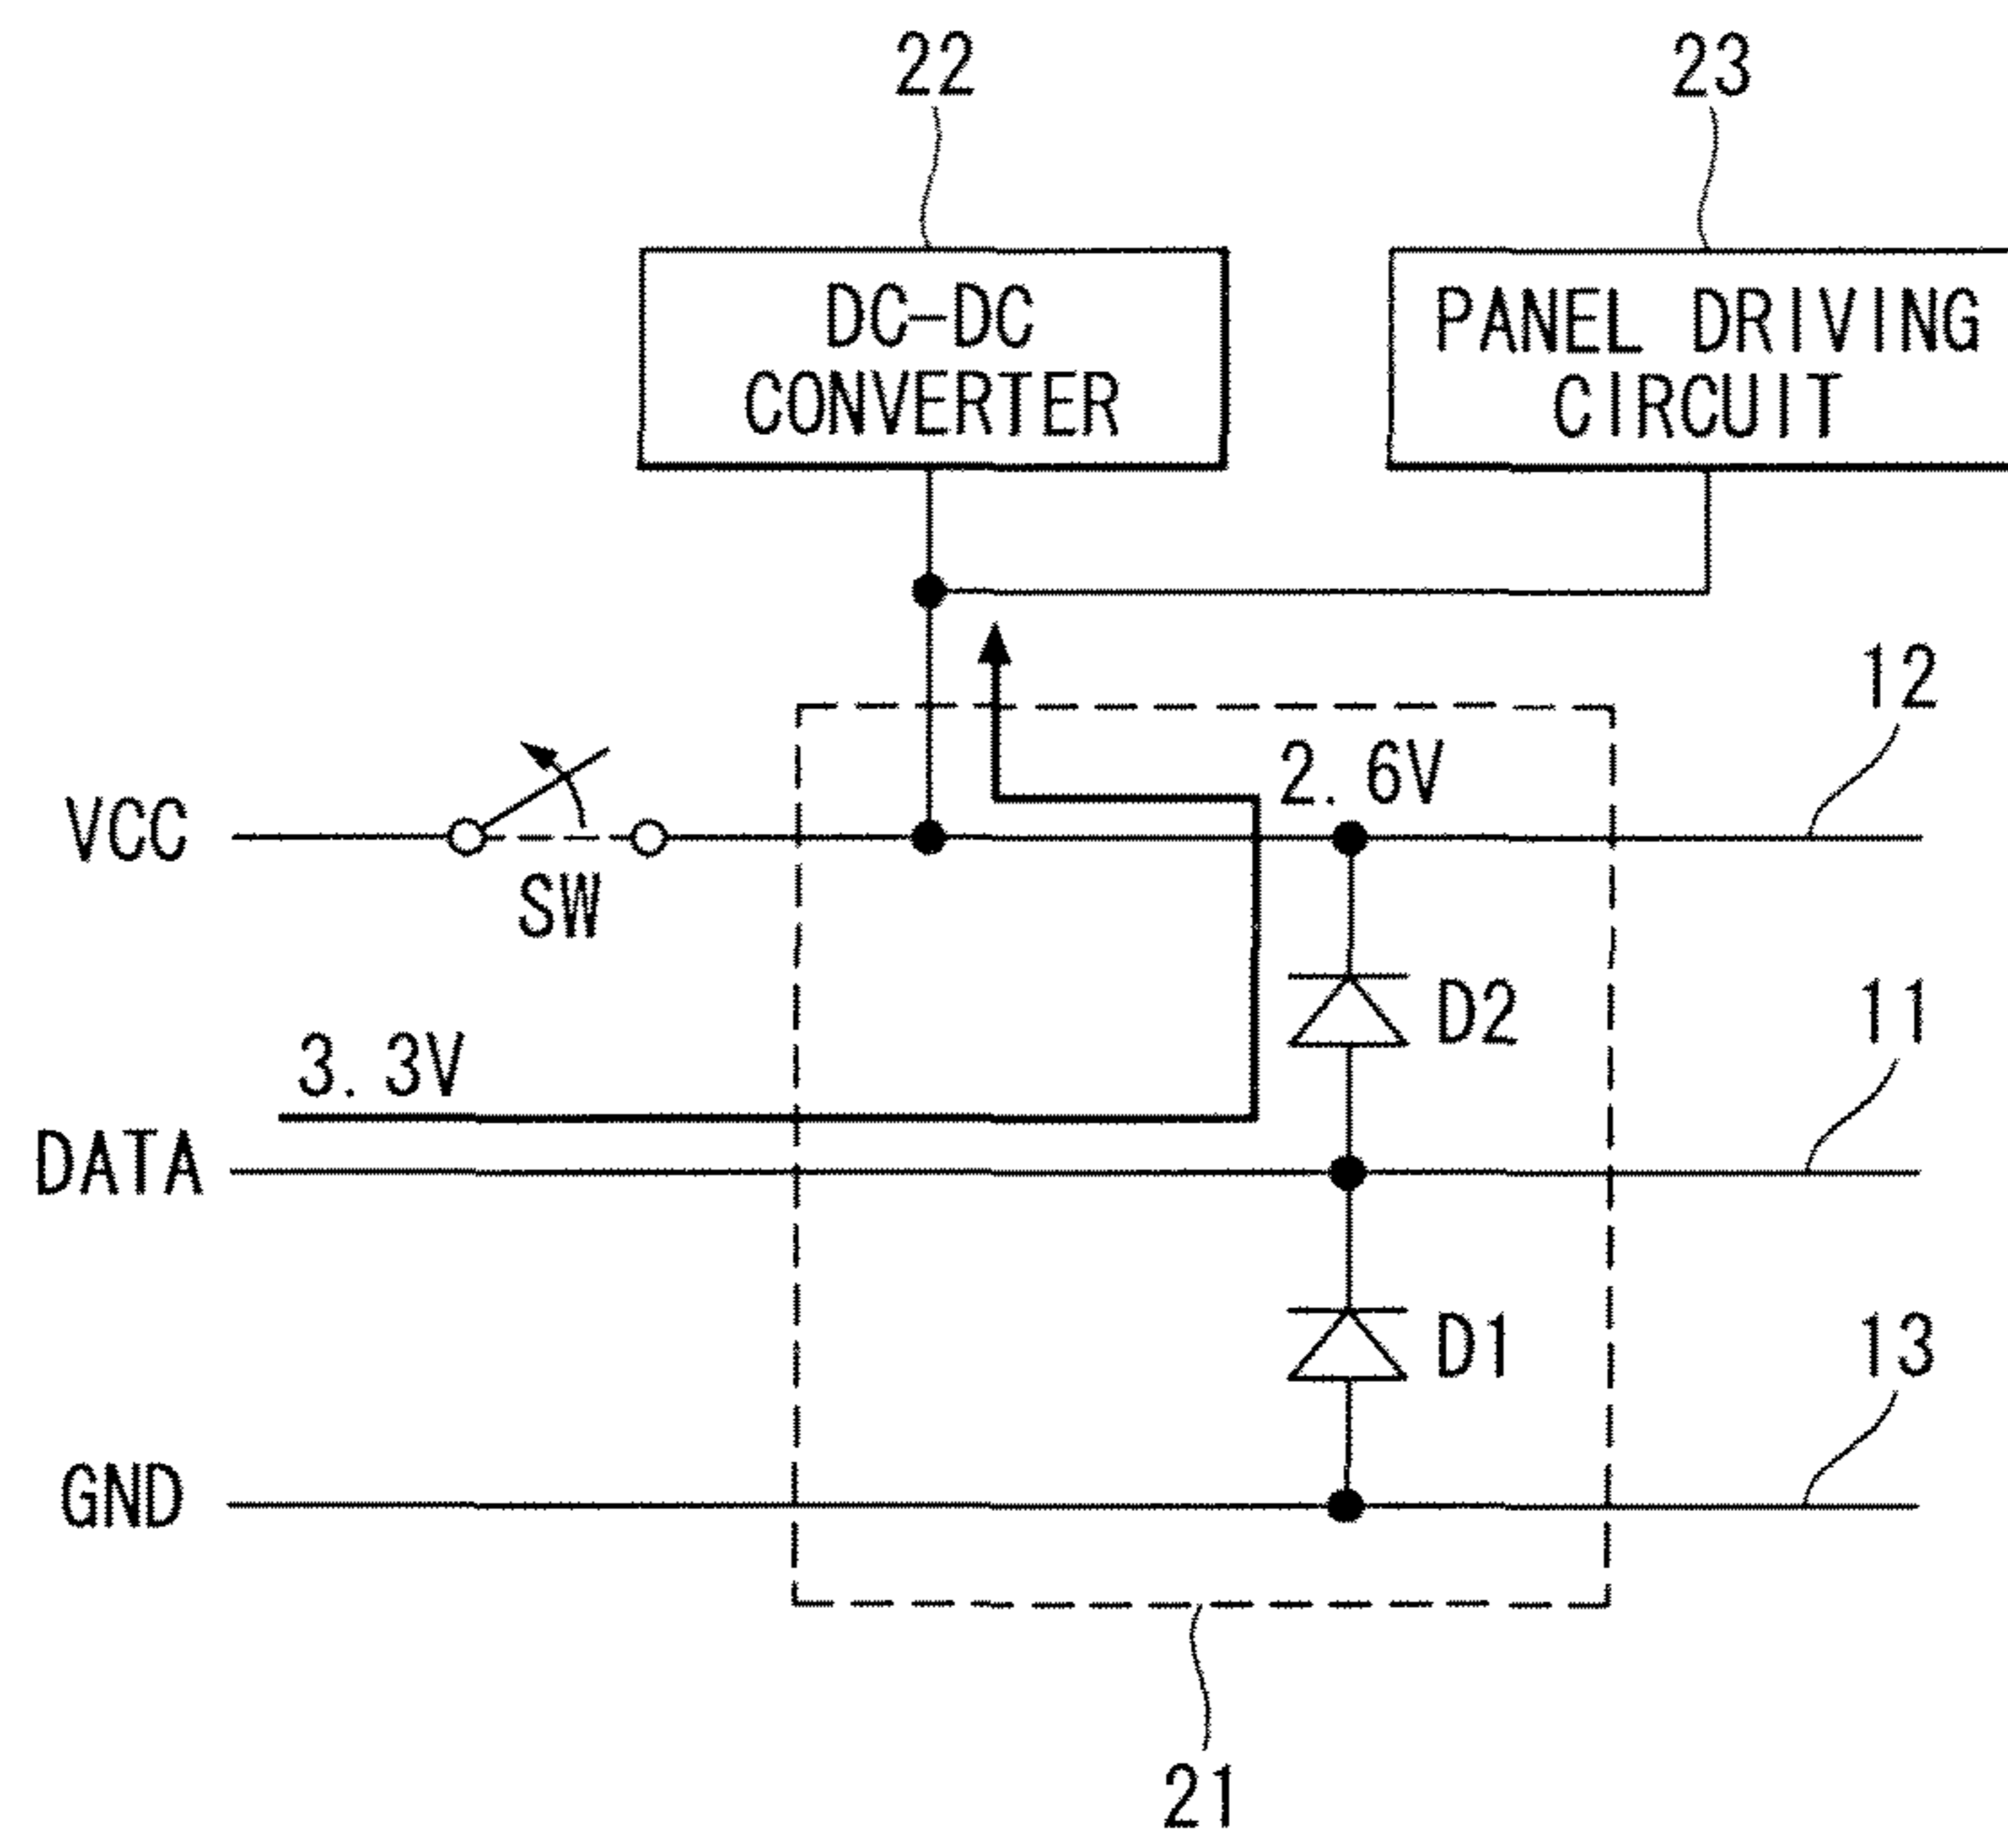 22
23
DC-DC
CONVERTER
PANEL DRIVING
CIRCUIT
12
2.6V
VCC
SW
11
D2
3.3V
DATA
13
D1
GND
21